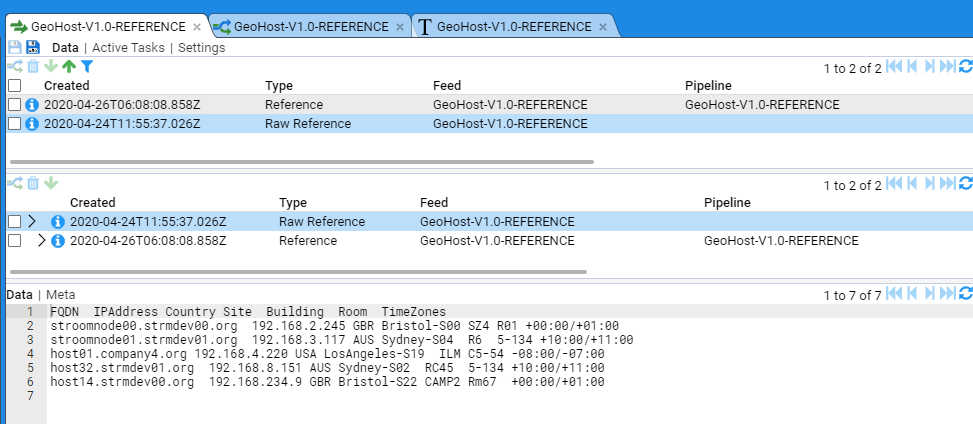 GeoHost-V1.0-REFERENCE × GeoHost-V1.0-REFERENCE × T GeoHost-V1.0-REFERENCE ×
Data | Active Tasks | Settings
1 to 2 of 2
Created Type Feed Pipeline
2020-04-26T06:08:08.858Z Reference GeoHost-V1.0-REFERENCE GeoHost-V1.0-REFERENCE
2020-04-24T11:55:37.026Z Raw Reference GeoHost-V1.0-REFERENCE
1 to 2 of 2
Created Type Feed Pipeline
2020-04-24T11:55:37.026Z Raw Reference GeoHost-V1.0-REFERENCE
2020-04-26T06:08:08.858Z Reference GeoHost-V1.0-REFERENCE GeoHost-V1.0-REFERENCE
Data | Meta 1 to 7 of 7
1 FQDN IPAddress Country Site Building Room TimeZones
2 stroomnode00.strmdev00.org 192.168.2.245 GBR Bristol-S00 SZ4 R01 +00:00/+01:00
3 stroomnode01.strmdev00.org 192.168.3.117 AUS Sydney-S04 R6 5-134 +10:00/+11:00
4 host01.company4.org 192.168.4.220 USA LosAngeles-S19 ILM C5-54 -08:00/-07:00
5 host32.strmdev01.org 192.168.8.151 AUS Sydney-S02 RC45 5-134 +10:00/+11:00
6 host14.strmdev00.org 192.168.234.9 GBR Bristol-S22 CAMP2 Rm67 +00:00/+01:00
7